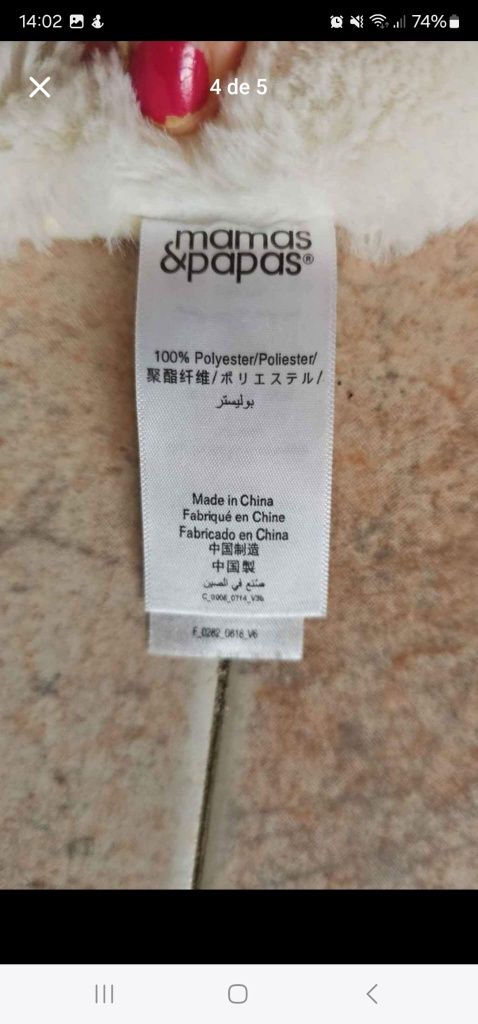 14:02
74%
4 de 5
mamas
&papas®
100% Polyester/Poliester/
聚酯纤维/ポリエステル/
بوليستر
Made in China
Fabriqué en Chine
Fabricado en China
中国制造
中国製
صنع في الصين
C_0006_0714_V3b
F_0282_0818_V6